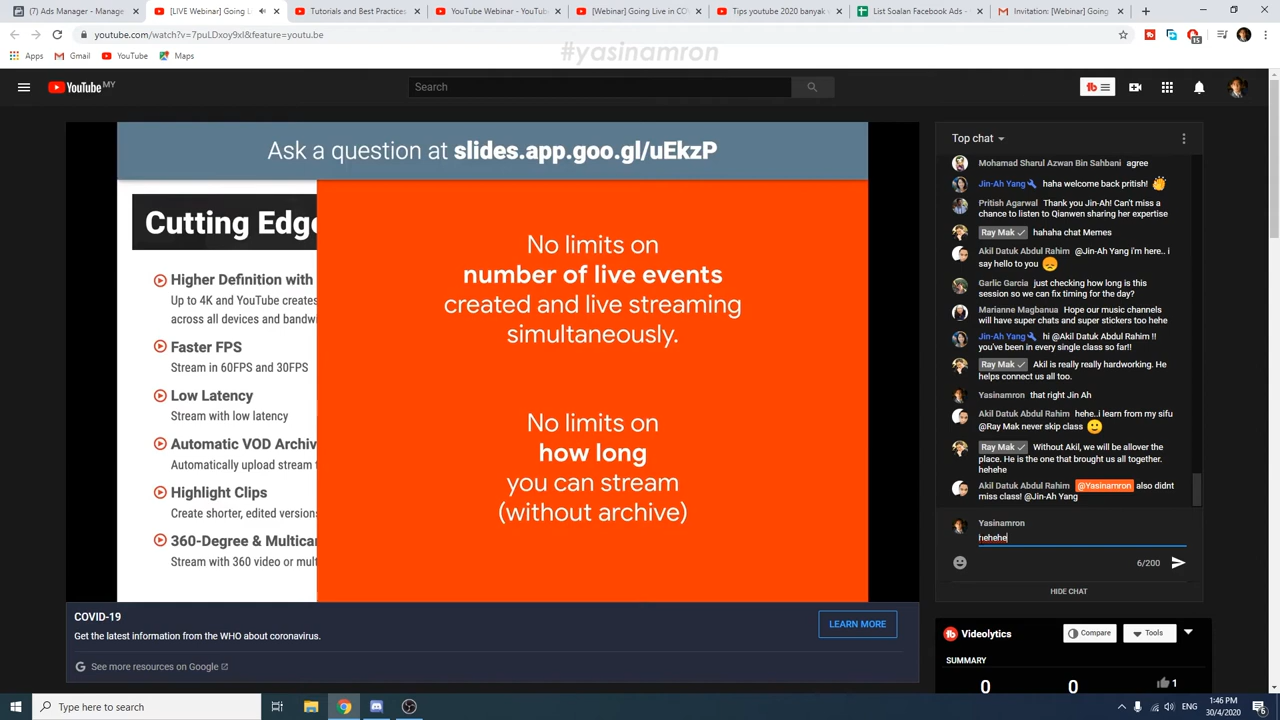 (7) Ads Manager - Manage
[LIVE Webinar] Going L
Tutorials and Best Practices
YouTube Webinar - YouTube
[Webinar] Going Live in CO
Tips youtube 2020 banyak
List Soalan Facebook Ads -
Invitation: [Webinar] Going
youtube.com/watch?v=7puLDxoy9xI&feature=youtu.be
15
Apps
Gmail
YouTube
Maps
#yasinamron
YouTube MY
Search
Ask a question at slides.app.goo.gl/uEkzP
Cutting Edge
Higher Definition with
Up to 4K and YouTube creates
across all devices and bandwi
Faster FPS
Stream in 60FPS and 30FPS
Low Latency
Stream with low latency
Automatic VOD Archiv
Automatically upload stream t
Highlight Clips
Create shorter, edited versions
360-Degree & Multicam
Stream with 360 video or mult
No limits on
number of live events
created and live streaming
simultaneously.
No limits on
how long
you can stream
(without archive)
Top chat
Mohamad Sharul Azwan Bin Sahbani agree
Jin-Ah Yang haha welcome back pritish!
Pritish Agarwal Thank you Jin-Ah! Can't miss a
chance to listen to Qianwen sharing her expertise
Ray Mak hahaha chat Memes
Akil Datuk Abdul Rahim @Jin-Ah Yang i'm here.. i
say hello to you
Garlic Garcia just checking how long is this
session so we can fix timing for the day?
Marianne Magbanua Hope our music channels
will have super chats and super stickers too hehe
Jin-Ah Yang hi @Akil Datuk Abdul Rahim !!
you've been in every single class so far!!
Ray Mak Akil is really really hardworking. He
helps connect us all too.
Yasinamron that right Jin Ah
Akil Datuk Abdul Rahim hehe..i learn from my sifu
@Ray Mak never skip class
Ray Mak Without Akil, we will be allover the
place. He is the one that brought us all together.
hehehe
Akil Datuk Abdul Rahim @Yasinamron also didnt
miss class! @Jin-Ah Yang
Yasinamron
hehehe
6/200
HIDE CHAT
COVID-19
Get the latest information from the WHO about coronavirus.
LEARN MORE
See more resources on Google
Videolytics
Compare
Tools
SUMMARY
0
0
1
Type here to search
ENG
1:46 PM
30/4/2020
6